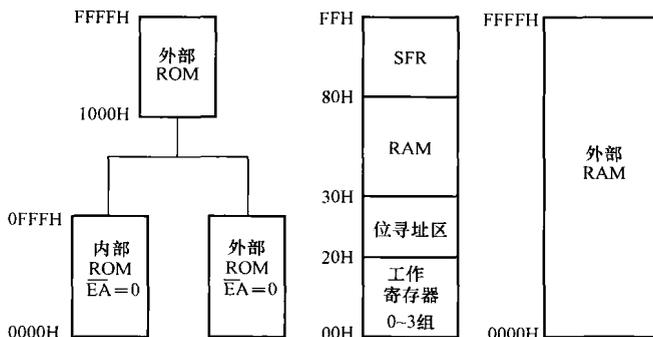 FFFFH
外部
ROM
1000H
0FFFH
内部
ROM
E̅A̅=0
0000H
外部
ROM
E̅A̅=0
FFH
SFR
80H
RAM
30H
位寻址区
20H
工作
寄存器
0~3组
00H
FFFFH
外部
RAM
0000H